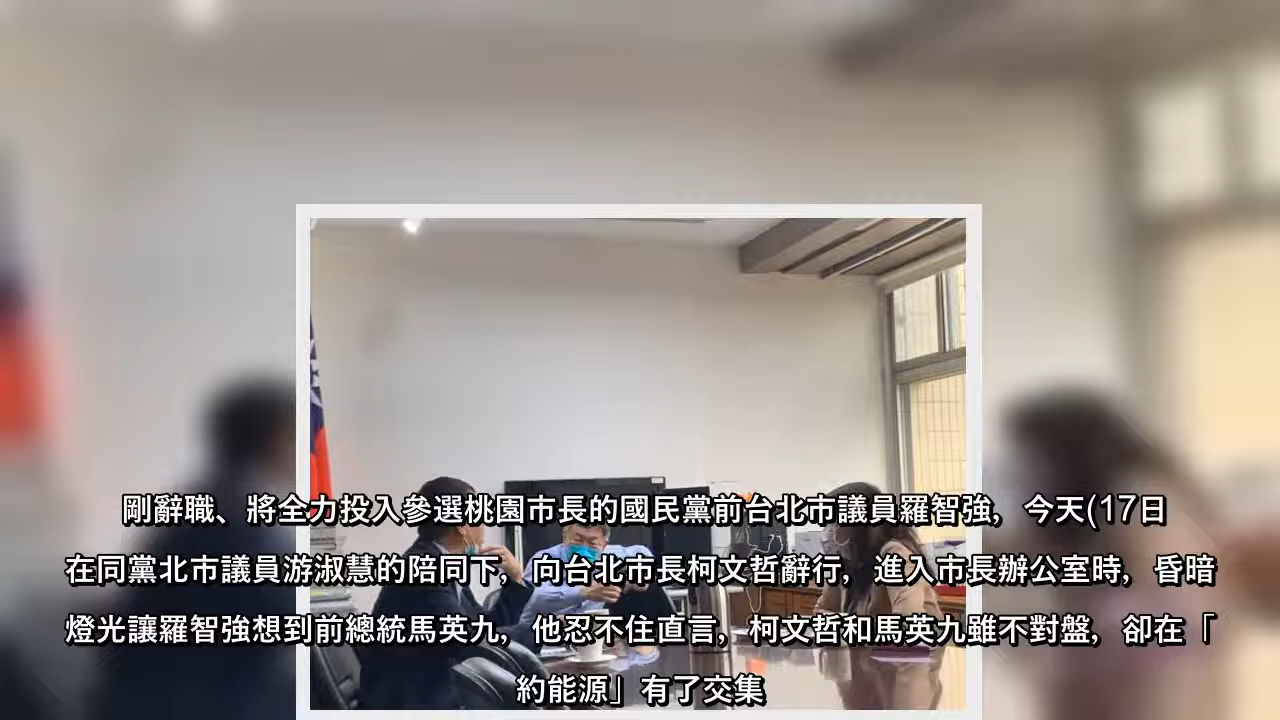 剛辭職、將全力投入參選桃園市長的國民黨前台北市議員羅智強，今天(17日
在同黨北市議員游淑慧的陪同下，向台北市長柯文哲辭行，進入市長辦公室時，昏暗
燈光讓羅智強想到前總統馬英九，他忍不住直言，柯文哲和馬英九雖不對盤，卻在「
約能源」有了交集